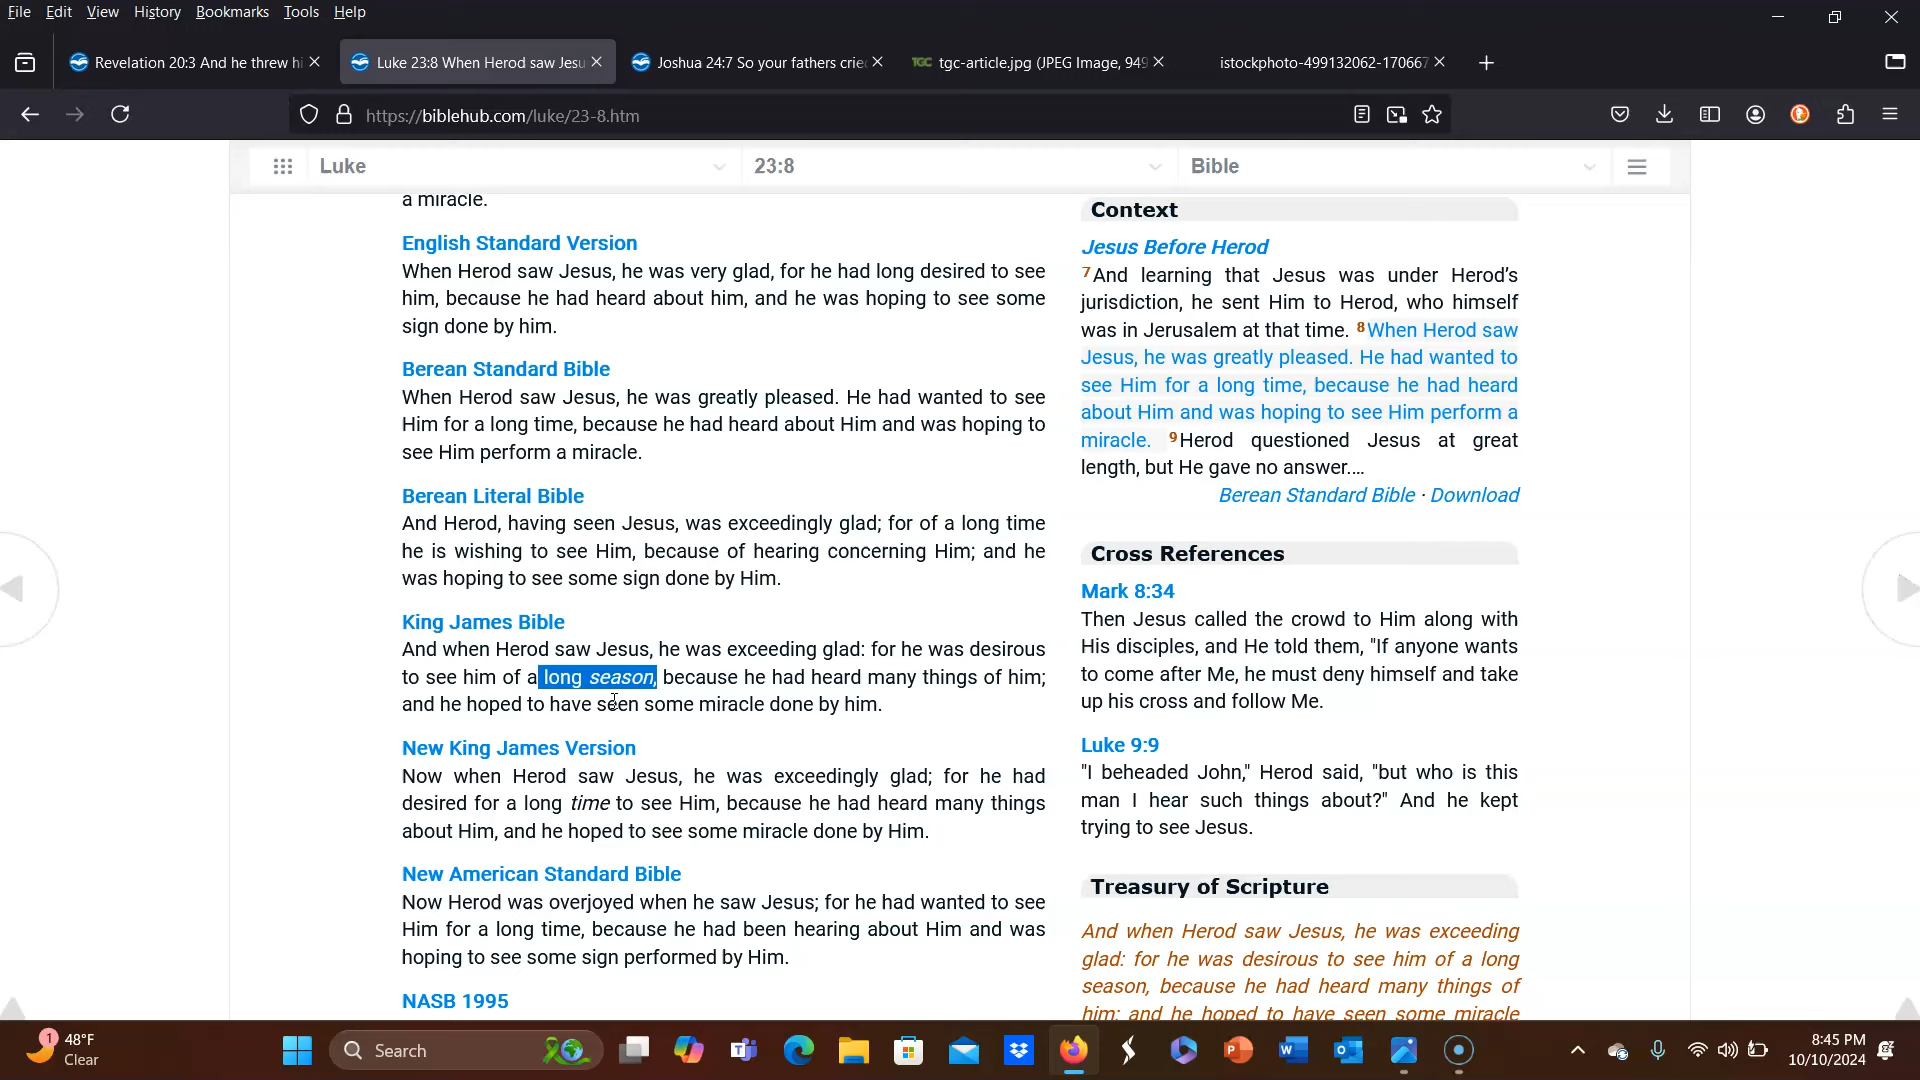 File Edit View History Bookmarks Tools Help
Revelation 20:3 And he threw hi
Luke 23:8 When Herod saw Jesu
Joshua 24:7 So your fathers crie
TGC tgc-article.jpg (JPEG Image, 949
istockphoto-499132062-170667
https://biblehub.com/luke/23-8.htm
Luke 23:8 Bible
a miracle.
English Standard Version
When Herod saw Jesus, he was very glad, for he had long desired to see
him, because he had heard about him, and he was hoping to see some
sign done by him.
Berean Standard Bible
When Herod saw Jesus, he was greatly pleased. He had wanted to see
Him for a long time, because he had heard about Him and was hoping to
see Him perform a miracle.
Berean Literal Bible
And Herod, having seen Jesus, was exceedingly glad; for of a long time
he is wishing to see Him, because of hearing concerning Him; and he
was hoping to see some sign done by Him.
King James Bible
And when Herod saw Jesus, he was exceeding glad: for he was desirous
to see him of a long season, because he had heard many things of him;
and he hoped to have seen some miracle done by him.
New King James Version
Now when Herod saw Jesus, he was exceedingly glad; for he had
desired for a long time to see Him, because he had heard many things
about Him, and he hoped to see some miracle done by Him.
New American Standard Bible
Now Herod was overjoyed when he saw Jesus; for he had wanted to see
Him for a long time, because he had been hearing about Him and was
hoping to see some sign performed by Him.
NASB 1995
Context
Jesus Before Herod
7And learning that Jesus was under Herod’s
jurisdiction, he sent Him to Herod, who himself
was in Jerusalem at that time. 8When Herod saw
Jesus, he was greatly pleased. He had wanted to
see Him for a long time, because he had heard
about Him and was hoping to see Him perform a
miracle. 9Herod questioned Jesus at great
length, but He gave no answer.…
Berean Standard Bible · Download
Cross References
Mark 8:34
Then Jesus called the crowd to Him along with
His disciples, and He told them, "If anyone wants
to come after Me, he must deny himself and take
up his cross and follow Me.
Luke 9:9
"I beheaded John," Herod said, "but who is this
man I hear such things about?" And he kept
trying to see Jesus.
Treasury of Scripture
And when Herod saw Jesus, he was exceeding
glad: for he was desirous to see him of a long
season, because he had heard many things of
him; and he hoped to have seen some miracle
1 48°F
Clear
Search
8:45 PM
10/10/2024